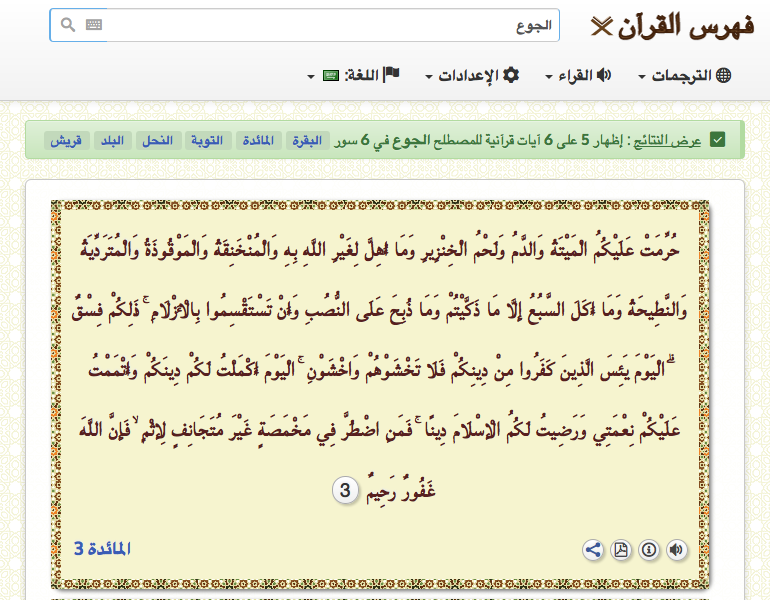 فهرس القرآن
الجوع
الترجمات القراء الإعدادات اللغة:
عرض النتائج : إظهار 5 على 6 آيات قرآنية للمصطلح الجوع في 6 سور البقرة المائدة التوبة النحل البلد قريش
حُرِّمَتْ عَلَيْكُمُ الْمَيْتَةُ وَالدَّمُ وَلَحْمُ الْخِنْزِيرِ وَمَا أُهِلَّ لِغَيْرِ اللَّهِ بِهِ وَالْمُنْخَنِقَةُ وَالْمَوْقُوذَةُ وَالْمُتَرَدِّيَةُ
وَالنَّطِيحَةُ وَمَا أَكَلَ السَّبُعُ إِلَّا مَا ذَكَّيْتُمْ وَمَا ذُبِحَ عَلَى النُّصُبِ وَأَنْ تَسْتَقْسِمُوا بِالْأَزْلَامِ ۚ ذَٰلِكُمْ فِسْقٌ
ۗ الْيَوْمَ يَئِسَ الَّذِينَ كَفَرُوا مِنْ دِينِكُمْ فَلَا تَخْشَوْهُمْ وَاخْشَوْنِ ۚ الْيَوْمَ أَكْمَلْتُ لَكُمْ دِينَكُمْ وَأَتْمَمْتُ
عَلَيْكُمْ نِعْمَتِي وَرَضِيتُ لَكُمُ الْإِسْلَامَ دِينًا ۚ فَمَنِ اضْطُرَّ فِي مَخْمَصَةٍ غَيْرَ مُتَجَانِفٍ لِإِثْمٍ ۙ فَإِنَّ اللَّهَ
غَفُورٌ رَحِيمٌ 3
المائدة 3